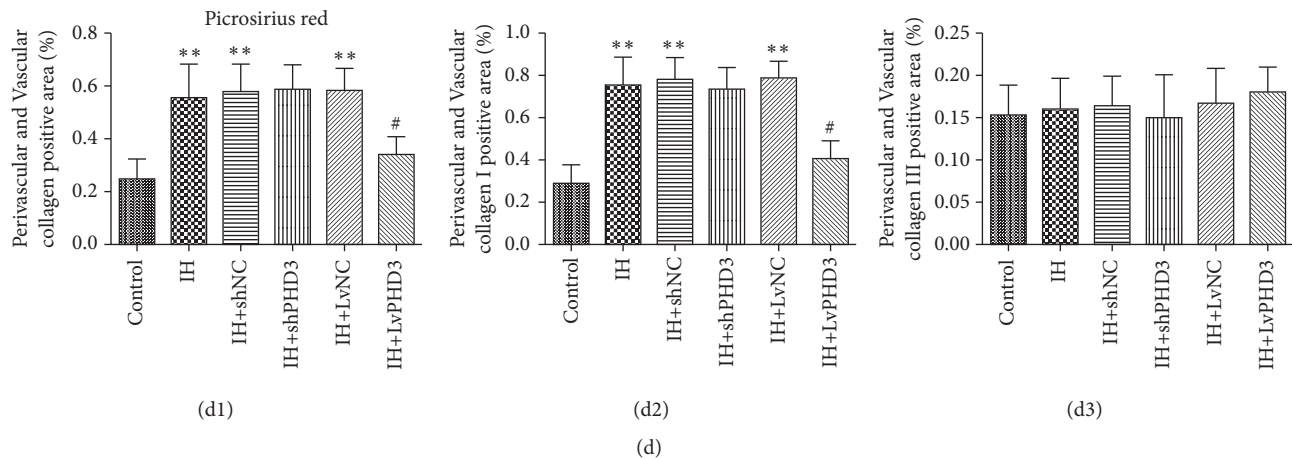 Picrosirius red
Perivascular and Vascular
collagen positive area (%)
0.8
0.6
0.4
0.2
0.0
**
**
**
#
Control
IH
IH+shNC
IH+shPHD3
IH+LvNC
IH+LvPHD3
(d1)
Perivascular and Vascular
collagen I positive area (%)
1.0
0.8
0.6
0.4
0.2
0.0
**
**
**
#
Control
IH
IH+shNC
IH+shPHD3
IH+LvNC
IH+LvPHD3
(d2)
Perivascular and Vascular
collagen III positive area (%)
0.25
0.20
0.15
0.10
0.05
0.00
Control
IH
IH+shNC
IH+shPHD3
IH+LvNC
IH+LvPHD3
(d3)
(d)